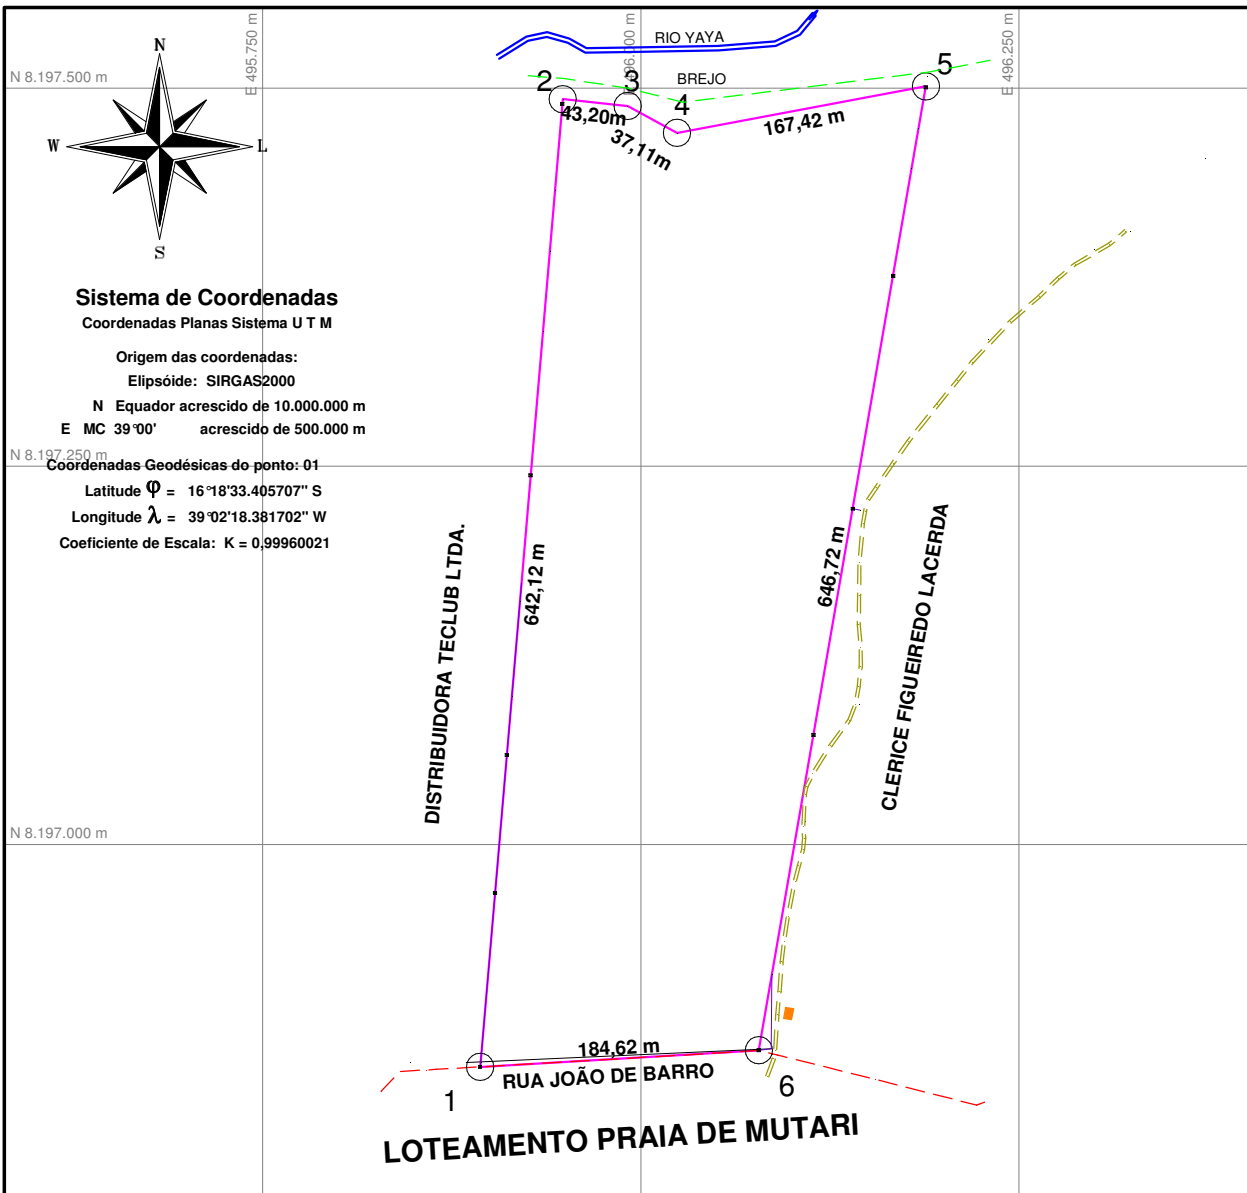 E 495.750 m
E 496.000 m
E 496.250 m
RIO YAYA
N 8.197.500 m
BREJO
N
W
L
S
2
3
4
5
43,20m
37,11m
167,42 m
Sistema de Coordenadas
Coordenadas Planas Sistema U T M
Origem das coordenadas:
Elipsóide: SIRGAS2000
N Equador acrescido de 10.000.000 m
E MC 39°00' acrescido de 500.000 m
N 8.197.250 m
Coordenadas Geodésicas do ponto: 01
Latitude φ = 16°18'33.405707" S
Longitude λ = 39°02'18.381702" W
Coeficiente de Escala: K = 0,99960021
DISTRIBUIDORA TECLUB LTDA.
642,12 m
646,72 m
CLERICE FIGUEIREDO LACERDA
N 8.197.000 m
184,62 m
RUA JOÃO DE BARRO
1
6
LOTEAMENTO PRAIA DE MUTARI